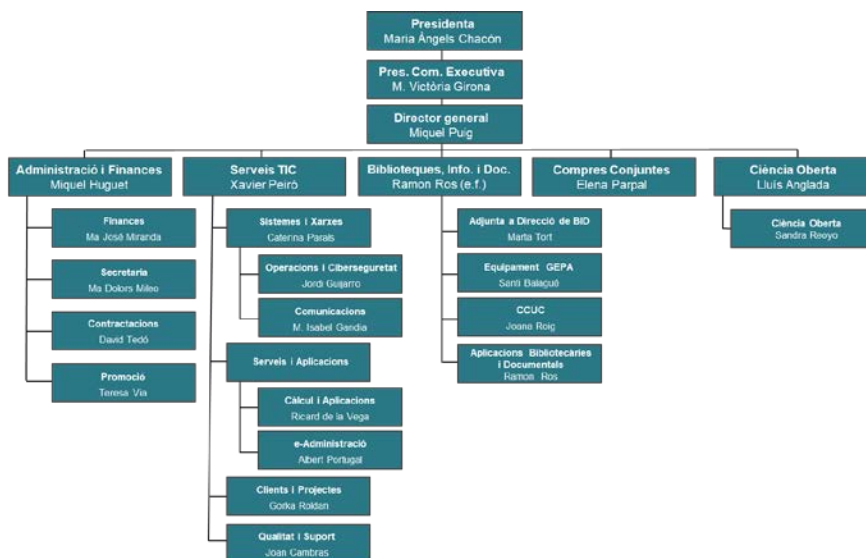 Presidenta
Maria Àngels Chacón
Pres. Com. Executiva
M. Victòria Girona
Director general
Miquel Puig
Administració i Finances
Miquel Huguet
Finances
Ma José Miranda
Secretaria
Ma Dolors Mileo
Contractacions
David Tedó
Promoció
Teresa Via
Serveis TIC
Xavier Peiró
Sistemes i Xarxes
Caterina Parals
Operacions i Ciberseguretat
Jordi Guijarro
Comunicacions
M. Isabel Gandia
Serveis i Aplicacions
Càlcul i Aplicacions
Ricard de la Vega
e-Administració
Albert Portugal
Clients i Projectes
Gorka Roldan
Qualitat i Suport
Joan Cambras
Biblioteques, Info. i Doc.
Ramon Ros (e.f.)
Adjunta a Direcció de BID
Marta Tort
Equipament GEPA
Santi Balagué
CCUC
Joana Roig
Aplicacions Bibliotecàries
i Documentals
Ramon Ros
Compres Conjuntes
Elena Parpal
Ciència Oberta
Lluís Anglada
Ciència Oberta
Sandra Reoyo